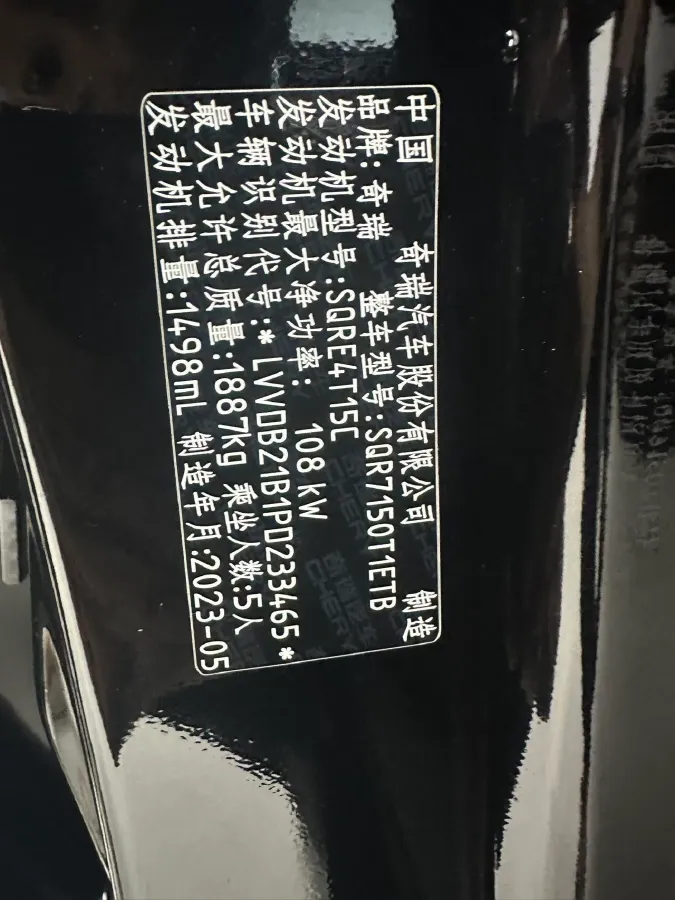 中国 奇瑞汽车股份有限公司 制造
品牌:奇瑞 整车型号:SQR7150T1ETB
发动机型号:SQRE4T15C
发动机最大净功率: 108 kW
车辆识别代号:* LVVDB21B1PD233465 *
最大允许总质量:1887kg 乘坐人数:5人
发动机排量:1498mL 制造年月:2023-05